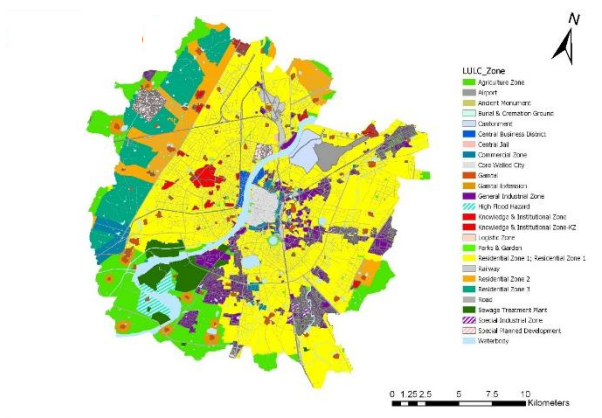 N
LULC_Zone
Agriculture Zone
Airport
Ancient Monument
Burial & Cremation Ground
Cantonment
Central Business District
Central Jail
Commercial Zone
Core Walled City
Gamtal
Gamtal Extension
General Industrial Zone
High Flood Hazard
Knowledge & Institutional Zone
Knowledge & Institutional Zone-KZ
Logistic Zone
Parks & Garden
Residential Zone 1; Residential Zone 1
Railway
Residential Zone 2
Residential Zone 3
Road
Sewage Treatment Plant
Special Industrial Zone
Special Planned Development
Waterbody
0 1.25 2.5 5 7.5 10
Kilometers